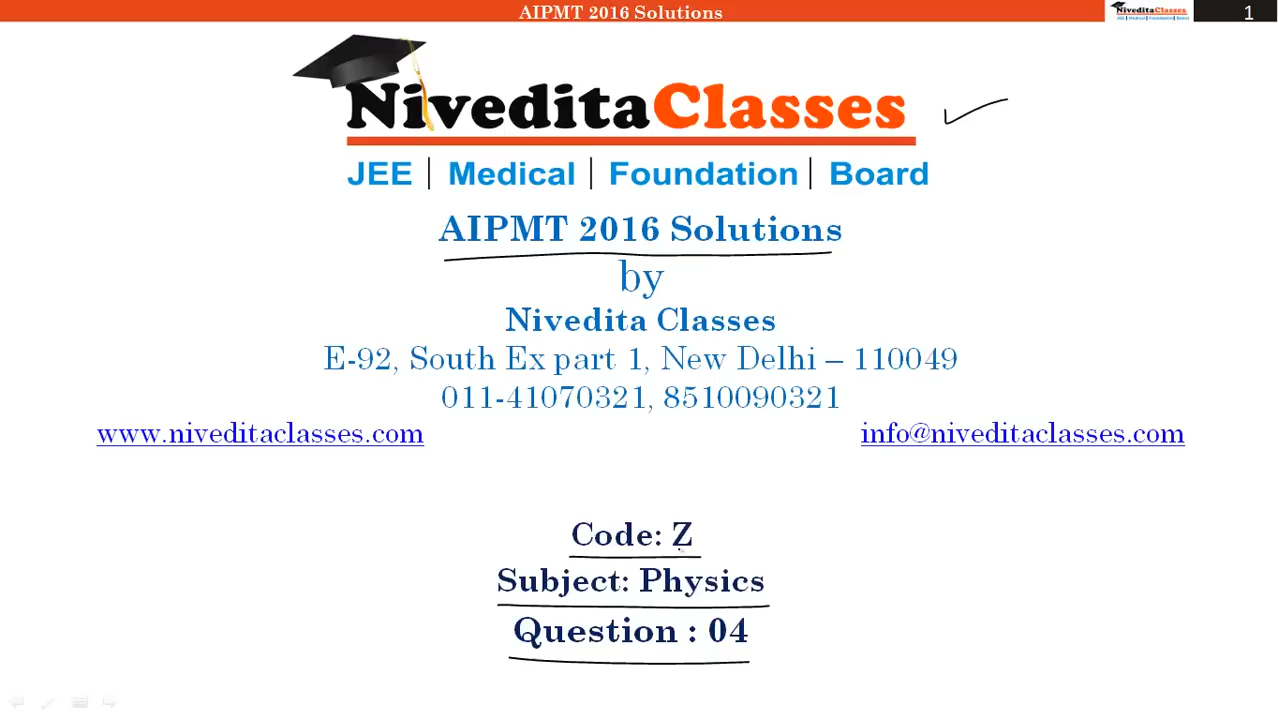 AIPMT 2016 Solutions
NiveditaClasses
1
NiveditaClasses
JEE | Medical | Foundation | Board
AIPMT 2016 Solutions
by
Nivedita Classes
E-92, South Ex part 1, New Delhi – 110049
011-41070321, 8510090321
www.niveditaclasses.com
info@niveditaclasses.com
Code: Z
Subject: Physics
Question : 04